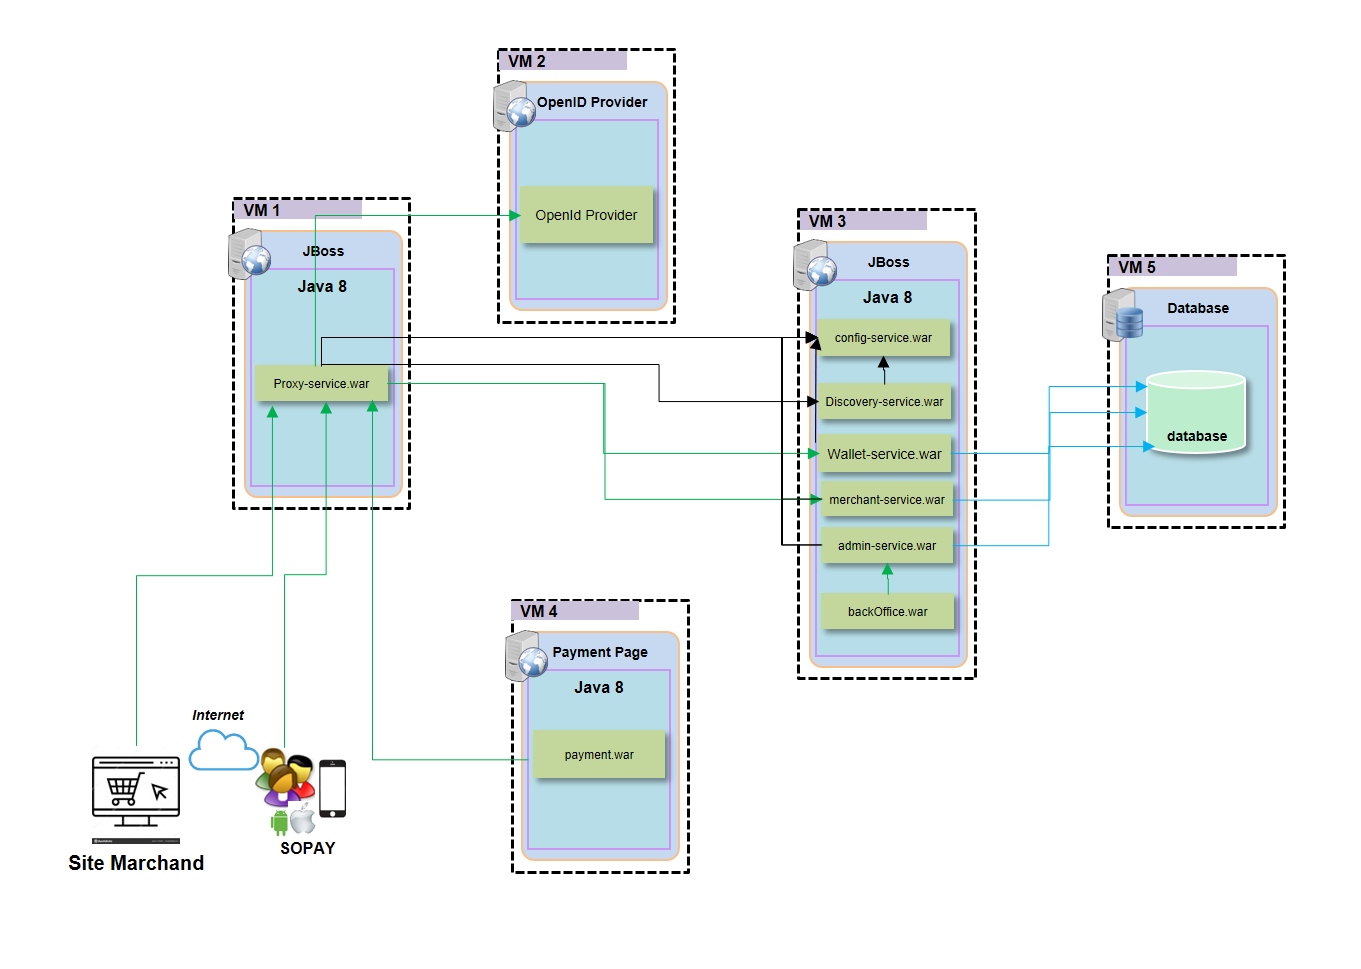 VM 2
OpenID Provider
OpenId Provider
VM 1
JBoss
Java 8
Proxy-service.war
VM 3
JBoss
Java 8
config-service.war
Discovery-service.war
Wallet-service.war
merchant-service.war
admin-service.war
backOffice.war
VM 5
Database
database
VM 4
Payment Page
Java 8
payment.war
Internet
SOPAY
Site Marchand